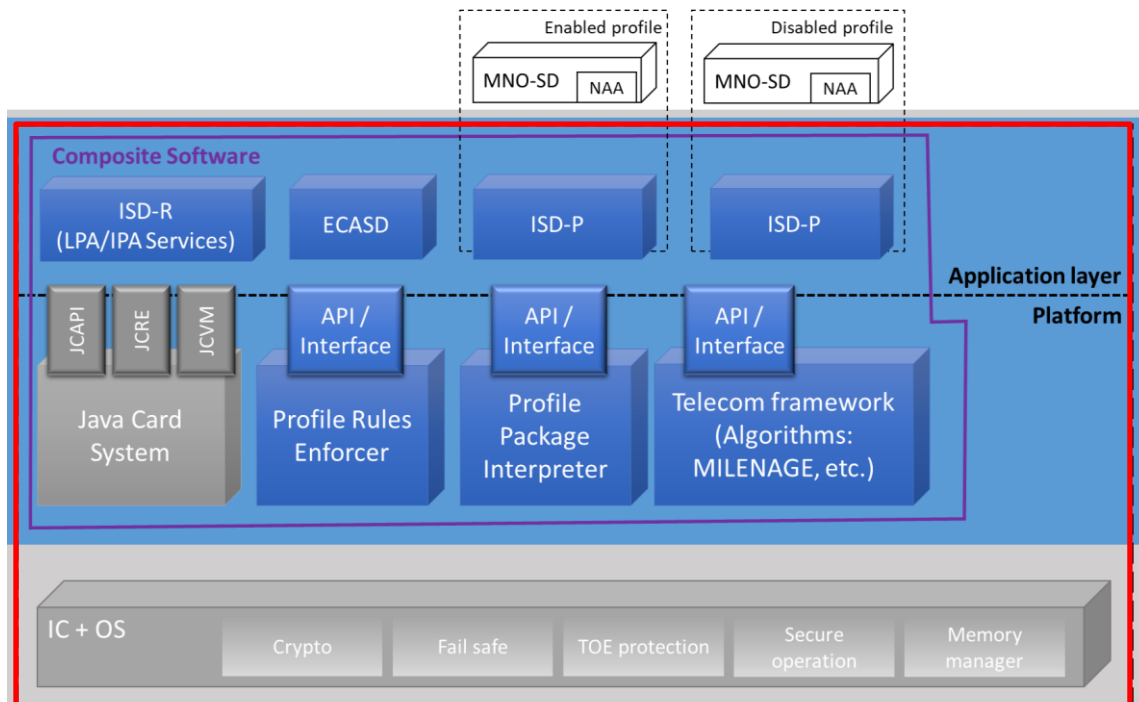 Enabled profile
Disabled profile
MNO-SD
NAA
MNO-SD
NAA
Composite Software
ISD-R
(LPA/IPA Services)
ECASD
ISD-P
ISD-P
Application layer
Platform
JCAPI
JCRE
JCVM
API /
Interface
API /
Interface
API /
Interface
Java Card
System
Profile Rules
Enforcer
Profile
Package
Interpreter
Telecom framework
(Algorithms:
MILENAGE, etc.)
IC + OS
Crypto
Fail safe
TOE protection
Secure
operation
Memory
manager